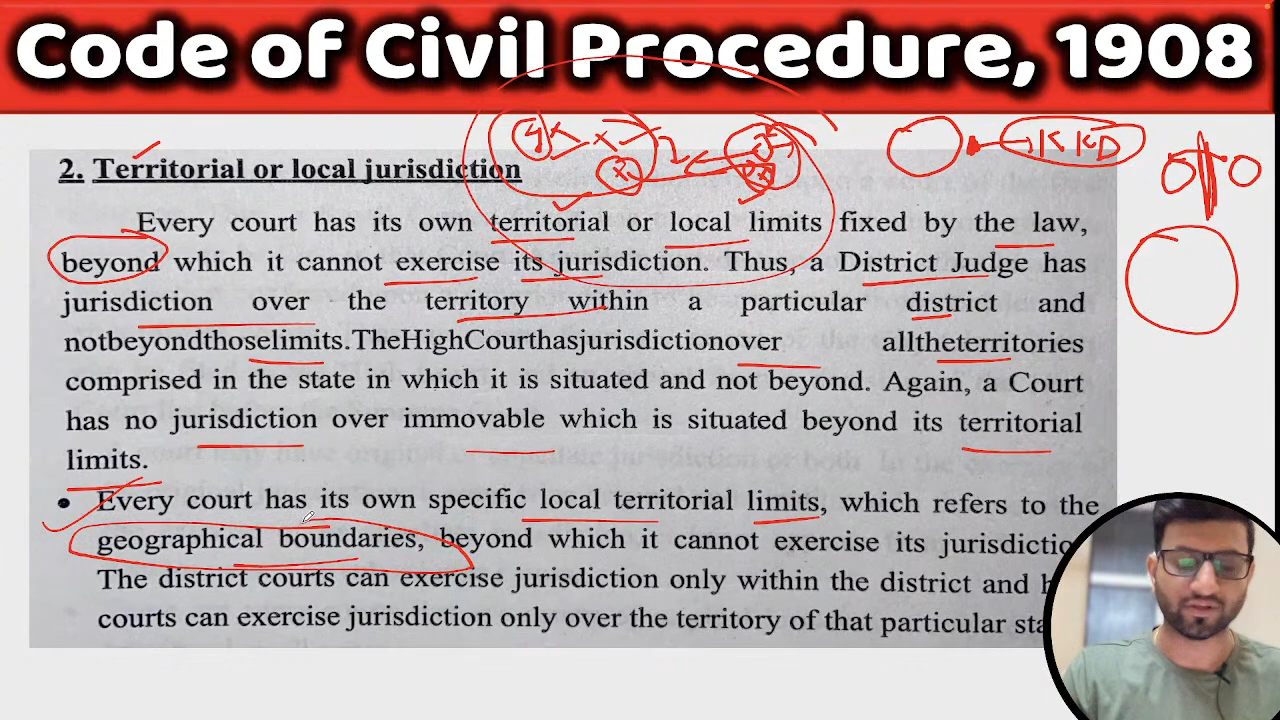 Code of Civil Procedure, 1908
KKD
2. Territorial or local jurisdiction
Every court has its own territorial or local limits fixed by the law,
beyond which it cannot exercise its jurisdiction. Thus, a District Judge has
jurisdiction over the territory within a particular district and
notbeyondthoselimits.TheHighCourthasjurisdictionover alltheterritories
comprised in the state in which it is situated and not beyond. Again, a Court
has no jurisdiction over immovable which is situated beyond its territorial
limits.
• Every court has its own specific local territorial limits, which refers to the
geographical boundaries, beyond which it cannot exercise its jurisdictio
The district courts can exercise jurisdiction only within the district and h
courts can exercise jurisdiction only over the territory of that particular sta